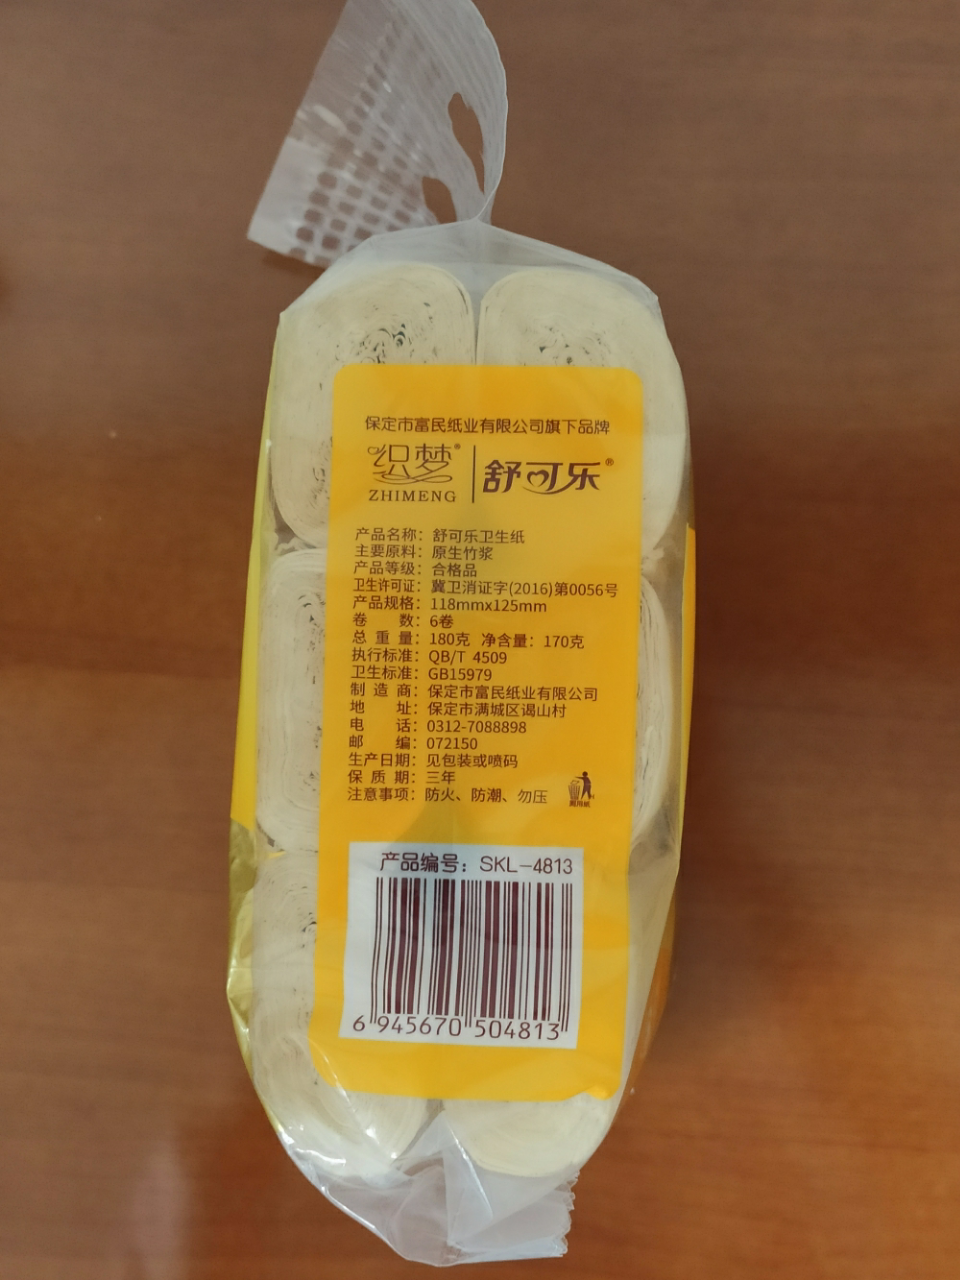 保定市富民纸业有限公司旗下品牌
织梦® 舒可乐®
ZHIMENG
产品名称：舒可乐卫生纸
主要原料：原生竹浆
产品等级：合格品
卫生许可证：冀卫消证字(2016)第0056号
产品规格：118mmx125mm
卷数：6卷
总重量：180克 净含量：170克
执行标准：QB/T 4509
卫生标准：GB15979
制造商：保定市富民纸业有限公司
地址：保定市满城区谒山村
电话：0312-7088898
邮编：072150
生产日期：见包装或喷码
保质期：三年
注意事项：防火、防潮、勿压
产品编号：SKL-4813
6 945670 504813